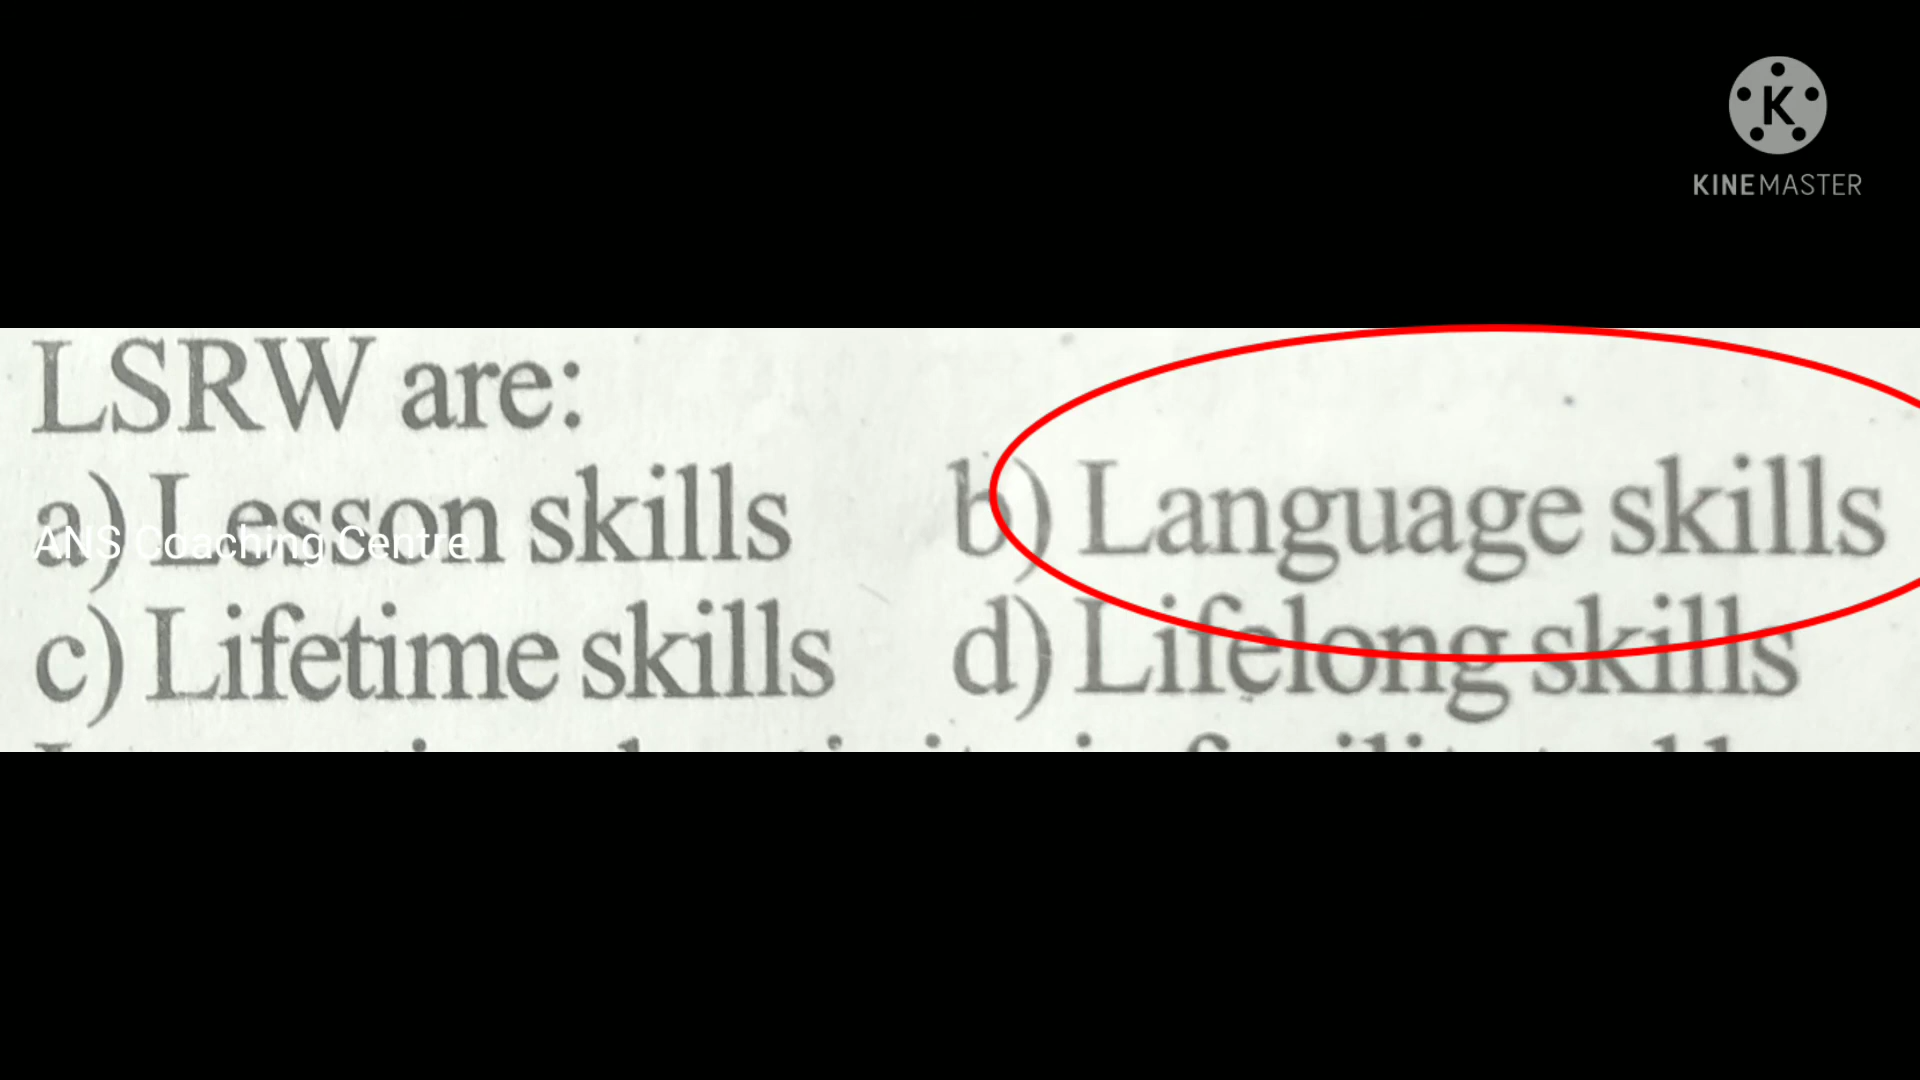 K
KINEMASTER
LSRW are:
a) Lesson skills b) Language skills
ANS Coaching Centre
c) Lifetime skills d) Lifelong skills